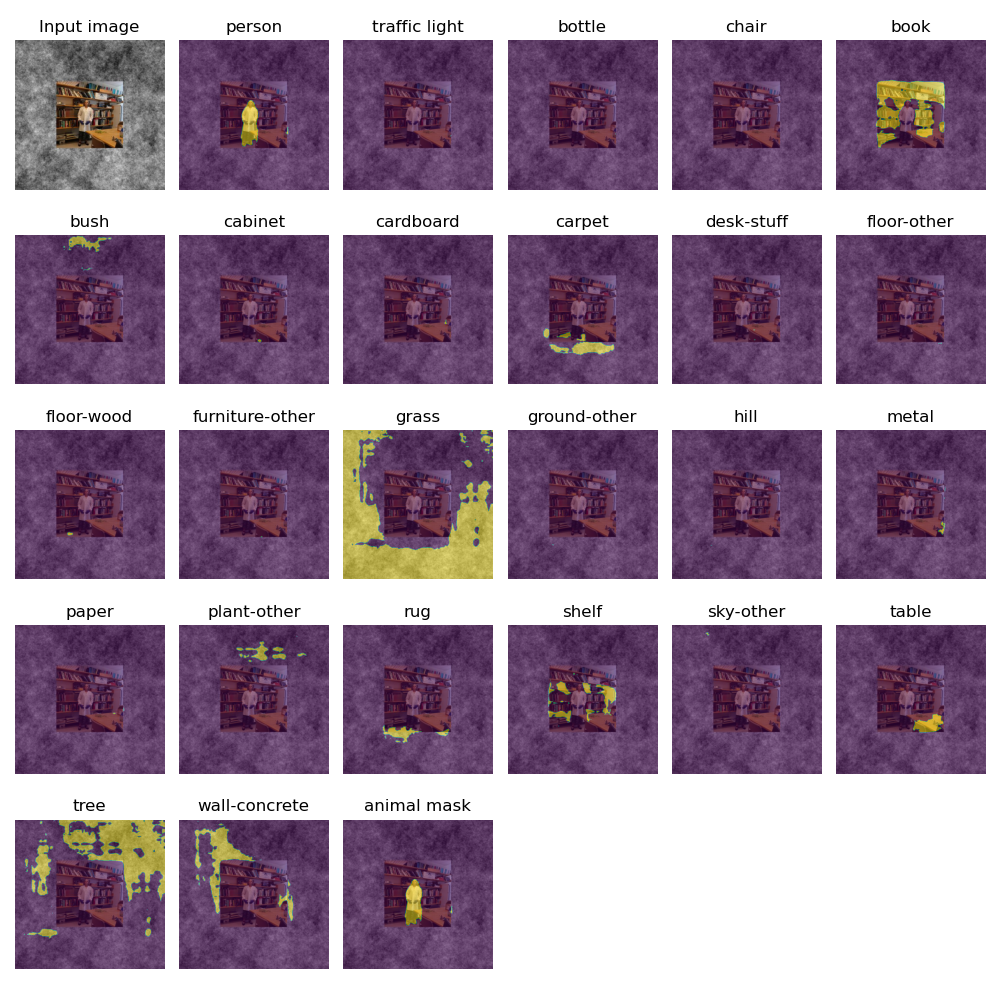 Input image person traffic light bottle chair book
bush cabinet cardboard carpet desk-stuff floor-other
floor-wood furniture-other grass ground-other hill metal
paper plant-other rug shelf sky-other table
tree wall-concrete animal mask